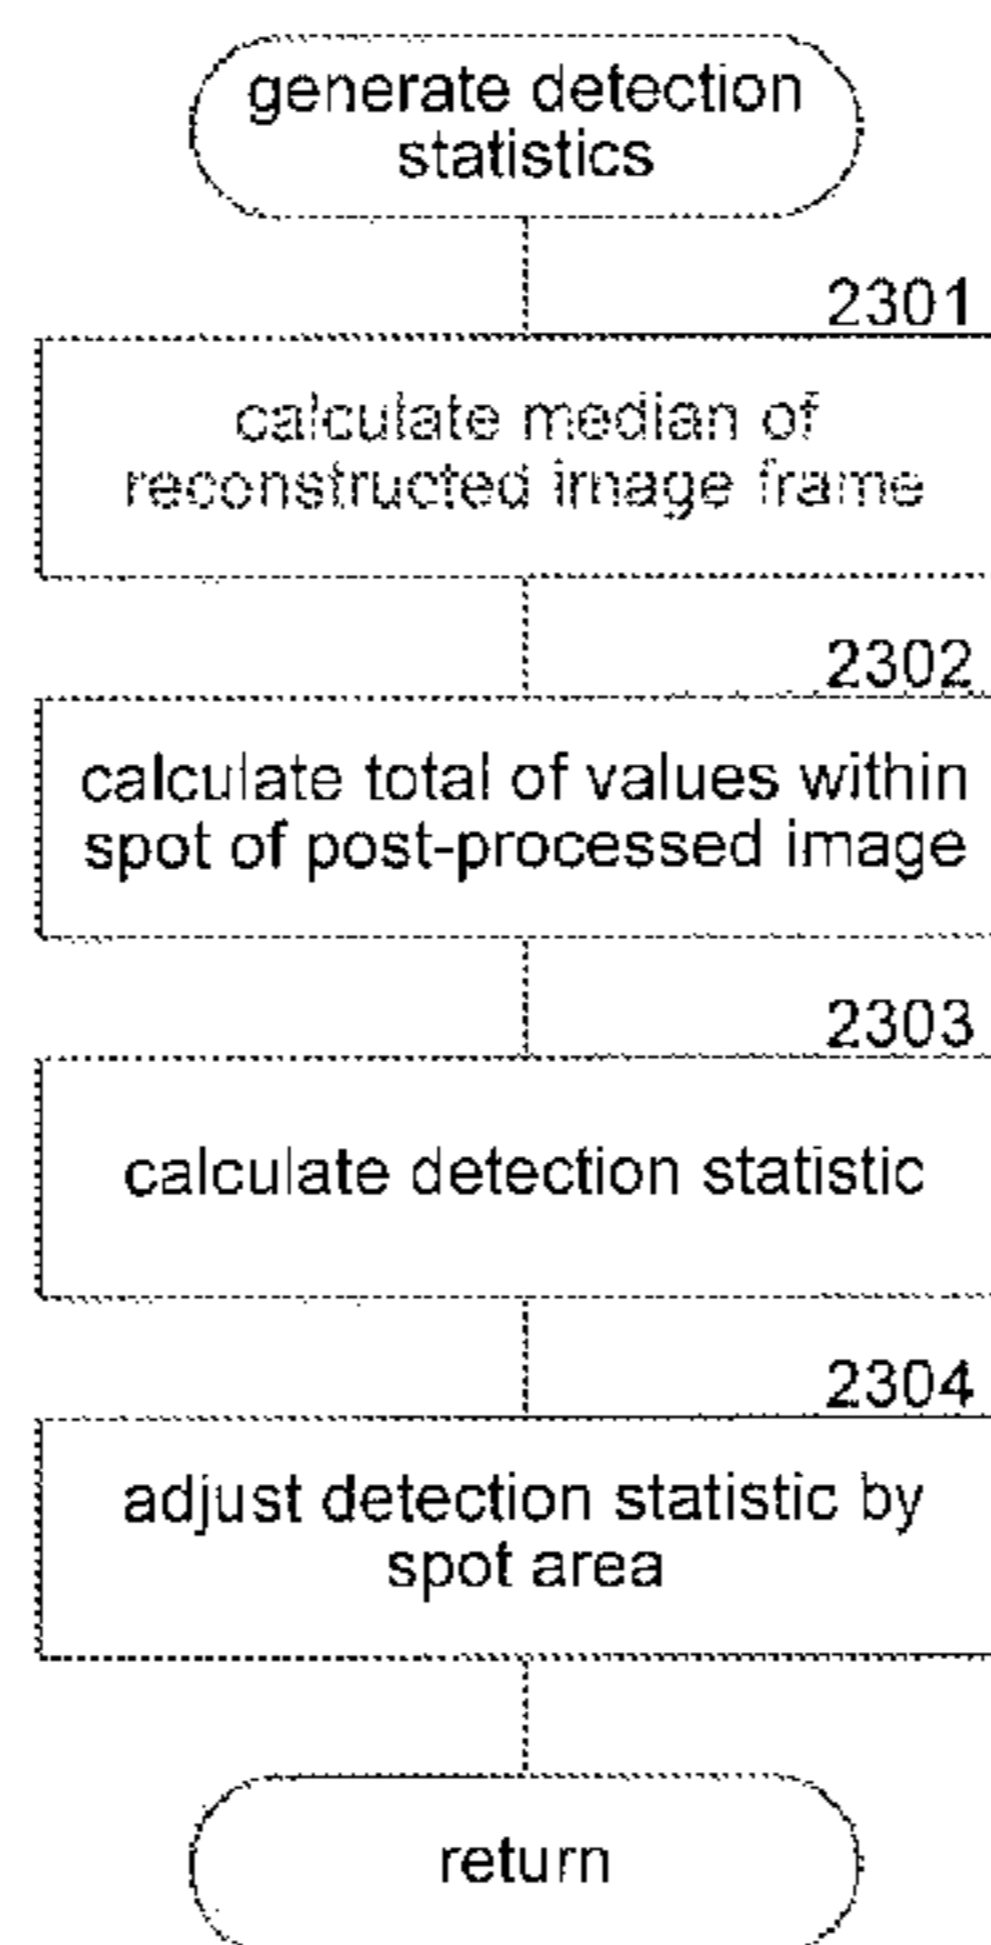 generate detection
statistics
2301
calculate median of
reconstructed image frame
2302
calculate total of values within
spot of post-processed image
2303
calculate detection statistic
2304
adjust detection statistic by
spot area
return